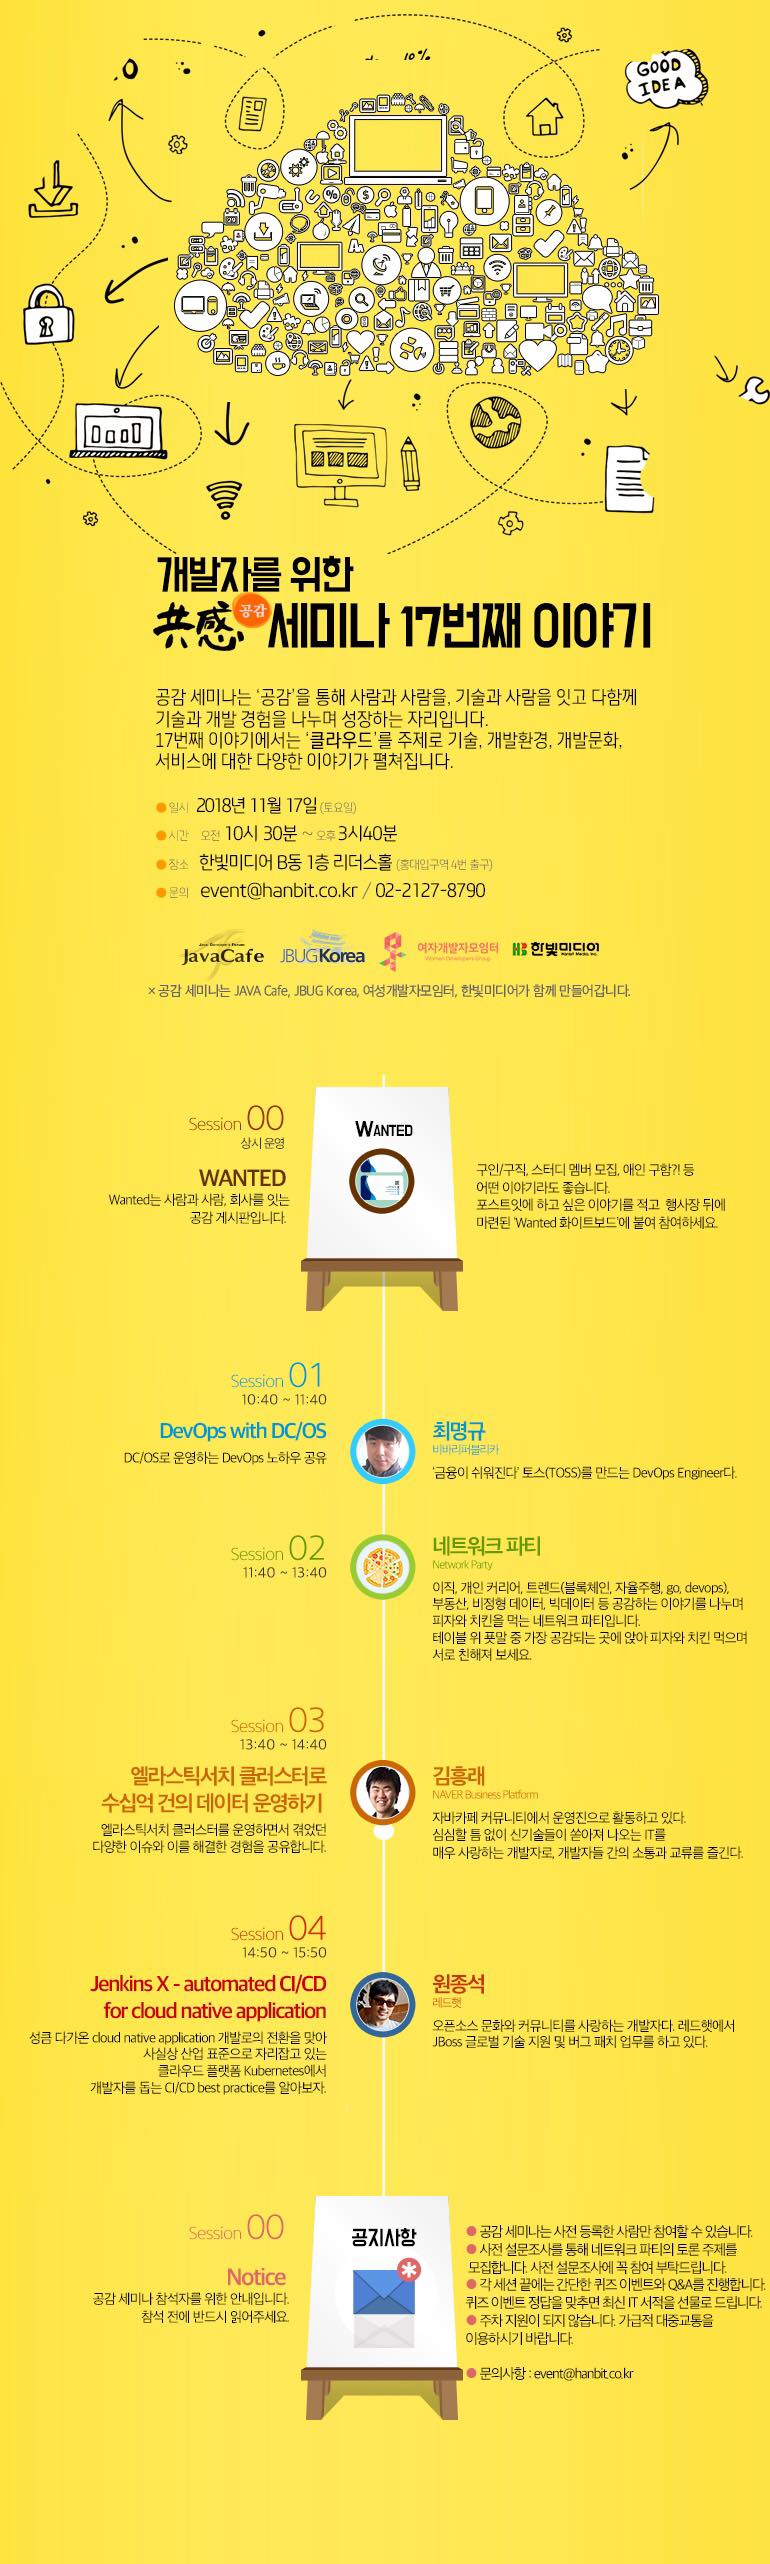 GOOD
IDEA
개발자를 위한
共感 공감 세미나 17번째 이야기
공감 세미나는 '공감'을 통해 사람과 사람을, 기술과 사람을 잇고 다함께
기술과 개발 경험을 나누며 성장하는 자리입니다.
17번째 이야기에서는 '클라우드'를 주제로 기술, 개발환경, 개발문화,
서비스에 대한 다양한 이야기가 펼쳐집니다.
일시 2018년 11월 17일 (토요일)
시간 오전 10시 30분 ~ 오후 3시40분
장소 한빛미디어 B동 1층 리더스홀 (홍대입구역 4번 출구)
문의 event@hanbit.co.kr / 02-2127-8790
Java Developers Forum
JavaCafe
JBUGKorea
여자개발자모임터
Women Developers Group
HB 한빛미디어
Hanbit Media, Inc.
× 공감 세미나는 JAVA Cafe, JBUG Korea, 여성개발자모임터, 한빛미디어가 함께 만들어갑니다.
Session 00
상시 운영
WANTED
Wanted는 사람과 사람, 회사를 잇는
공감 게시판입니다.
WANTED
구인/구직, 스터디 멤버 모집, 애인 구함?! 등
어떤 이야기라도 좋습니다.
포스트잇에 하고 싶은 이야기를 적고 행사장 뒤에
마련된 'Wanted 화이트보드'에 붙여 참여하세요.
Session 01
10:40 ~ 11:40
DevOps with DC/OS
DC/OS로 운영하는 DevOps 노하우 공유
최명규
비바리퍼블리카
'금융이 쉬워진다' 토스(TOSS)를 만드는 DevOps Engineer다.
Session 02
11:40 ~ 13:40
네트워크 파티
Network Party
이직, 개인 커리어, 트렌드(블록체인, 자율주행, go, devops),
부동산, 비정형 데이터, 빅데이터 등 공감하는 이야기를 나누며
피자와 치킨을 먹는 네트워크 파티입니다.
테이블 위 푯말 중 가장 공감되는 곳에 앉아 피자와 치킨 먹으며
서로 친해져 보세요.
Session 03
13:40 ~ 14:40
엘라스틱서치 클러스터로
수십억 건의 데이터 운영하기
엘라스틱서치 클러스터를 운영하면서 겪었던
다양한 이슈와 이를 해결한 경험을 공유합니다.
김흥래
NAVER Business Platform
자바카페 커뮤니티에서 운영진으로 활동하고 있다.
심심할 틈 없이 신기술들이 쏟아져 나오는 IT를
매우 사랑하는 개발자로, 개발자들 간의 소통과 교류를 즐긴다.
Session 04
14:50 ~ 15:50
Jenkins X - automated CI/CD
for cloud native application
성큼 다가온 cloud native application 개발로의 전환을 맞아
사실상 산업 표준으로 자리잡고 있는
클라우드 플랫폼 Kubernetes에서
개발자를 돕는 CI/CD best practice를 알아보자.
원종석
레드햇
오픈소스 문화와 커뮤니티를 사랑하는 개발자다. 레드햇에서
JBoss 글로벌 기술 지원 및 버그 패치 업무를 하고 있다.
Session 00
Notice
공감 세미나 참석자를 위한 안내입니다.
참석 전에 반드시 읽어주세요.
공지사항
● 공감 세미나는 사전 등록한 사람만 참여할 수 있습니다.
● 사전 설문조사를 통해 네트워크 파티의 토론 주제를
모집합니다. 사전 설문조사에 꼭 참여 부탁드립니다.
● 각 세션 끝에는 간단한 퀴즈 이벤트와 Q&A를 진행합니다.
퀴즈 이벤트 정답을 맞추면 최신 IT 서적을 선물로 드립니다.
● 주차 지원이 되지 않습니다. 가급적 대중교통을
이용하시기 바랍니다.
● 문의사항 : event@hanbit.co.kr